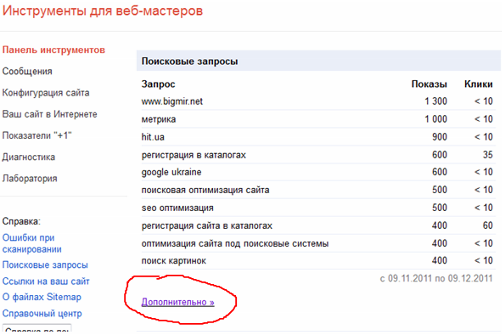 Инструменты для веб-мастеров
Панель инструментов
Сообщения
Конфигурация сайта
Ваш сайт в Интернете
Показатели "+1"
Диагностика
Лаборатория
Справка:
Ошибки при
сканировании
Поисковые запросы
Ссылки на ваш сайт
О файлах Sitemap
Справочный центр
Поисковые запросы
Запрос Показы Клики
www.bigmir.net 1 300 < 10
метрика 1 000 < 10
hit.ua 900 < 10
регистрация в каталогах 600 35
google ukraine 600 < 10
поисковая оптимизация сайта 500 < 10
seo оптимизация 500 < 10
регистрация сайта в каталогах 400 60
оптимизация сайта под поисковые системы 400 < 10
поиск картинок 400 < 10
с 09.11.2011 по 09.12.2011
Дополнительно »